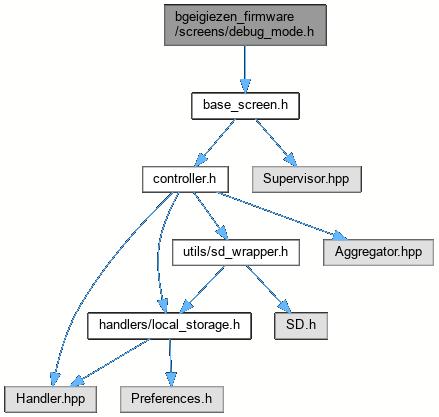 bgeigiezen_firmware
/screens/debug_mode.h
base_screen.h
controller.h
Supervisor.hpp
utils/sd_wrapper.h
Aggregator.hpp
handlers/local_storage.h
SD.h
Handler.hpp
Preferences.h